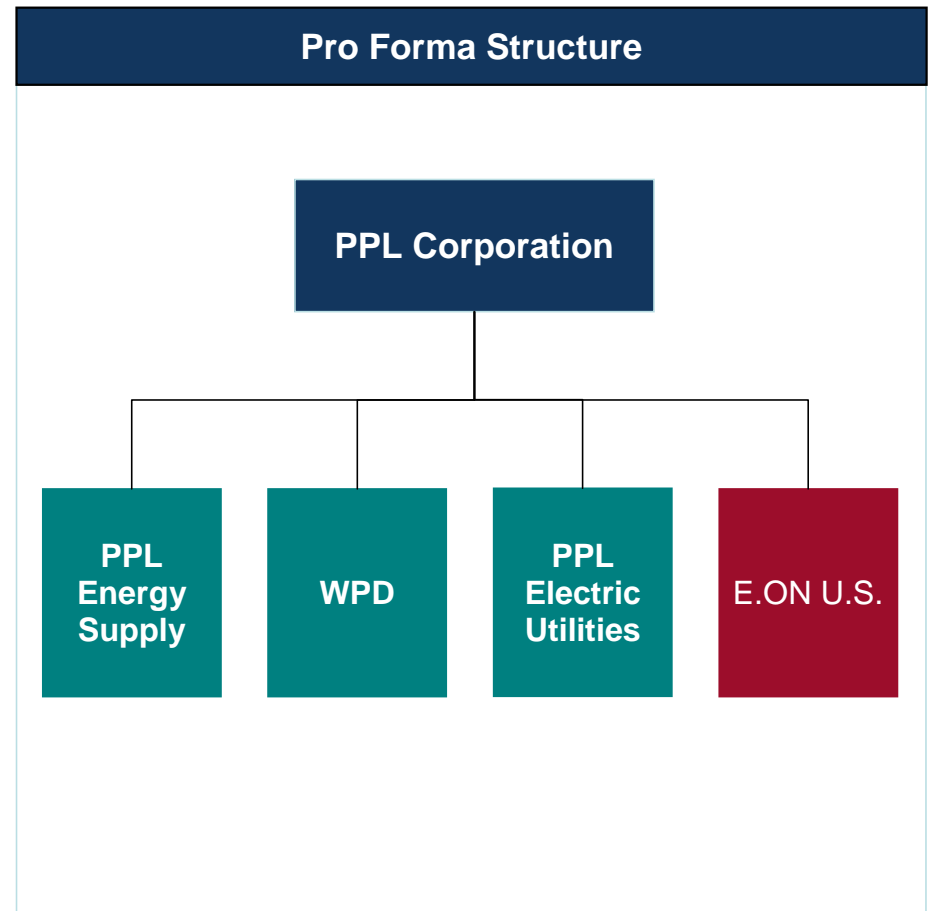 Pro Forma Structure
PPL Corporation
PPL
Energy
Supply
WPD
PPL
Electric
Utilities
E.ON U.S.